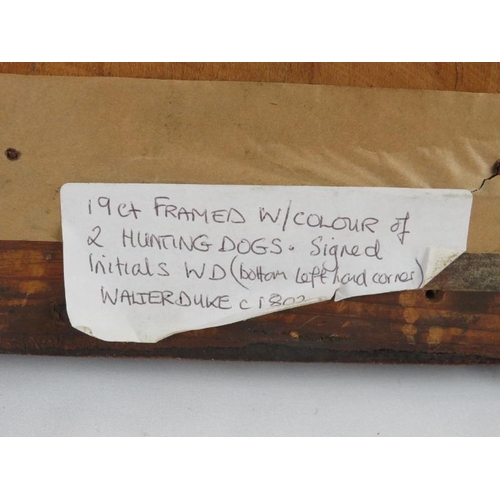 19ct FRAMED W/COLOUR of
2 HUNTING DOGS. Signed
Initials WD (bottom left hand corner)
WALTER DUKE c